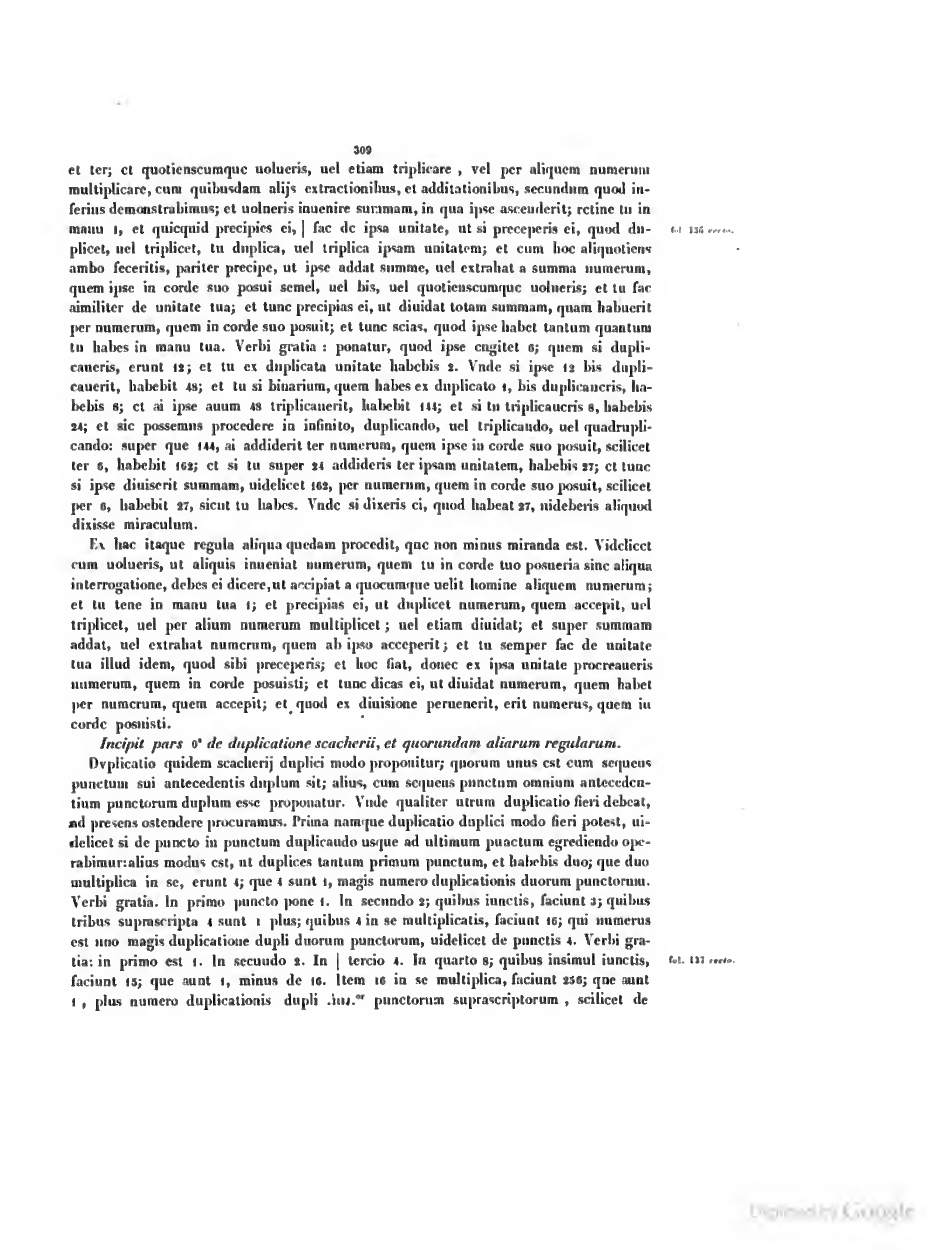 309
et ter; et quotienscumque uolueris, uel etiam triplicare , vel per aliquem numerum
multiplicare, cum quibusdam alijs extractionibus, et additationibus, secundum quod in-
ferius demonstrabimus; et uolueris inuenire summam, in qua ipse ascenderit; retine tu in
manu 1, et quicquid precipies ei, | fac de ipsa unitate, ut si preceperis ei, quod du-
fol. 136 recto.
plicet, uel triplicet, tu duplica, uel triplica ipsam unitatem; et cum hoc aliquotiens
ambo feceritis, pariter precipe, ut ipse addat summe, uel extrahat a summa numerum,
quem ipse in corde suo posui semel, uel bis, uel quotienscumque uolueris; et tu fac
similiter de unitate tua; et tunc precipias ei, ut diuidat totam summam, quam habuerit
per numerum, quem in corde suo posuit; et tunc scias, quod ipse habet tantum quantum
tu habes in manu tua. Verbi gratia : ponatur, quod ipse cogitet 6; quem si dupli-
caueris, erunt 12; et tu ex duplicata unitate habebis 2. Vnde si ipse 12 bis dupli-
cauerit, habebit 48; et tu si binarium, quem habes ex duplicato 1, bis duplicaueris, ha-
bebis 8; et si ipse suum 48 triplicauerit, habebit 144; et si tu triplicaueris 8, habebis
24; et sic possemus procedere in infinito, duplicando, uel triplicando, uel quadrupli-
cando: super que 144, si addiderit ter numerum, quem ipse in corde suo posuit, scilicet
ter 6, habebit 162; et si tu super 24 addideris ter ipsam unitatem, habebis 27; et tunc
si ipse diuiserit summam, uidelicet 162, per numerum, quem in corde suo posuit, scilicet
per 6, habebit 27, sicut tu habes. Vnde si dixeris ei, quod habeat 27, uideberis aliquod
dixisse miraculum.
Ex hac itaque regula aliqua quedam procedit, que non minus miranda est. Videlicet
cum uolueris, ut aliquis inueniat numerum, quem tu in corde tuo posueria sine aliqua
interrogatione, debes ei dicere, ut accipiat a quocumque uelit homine aliquem numerum;
et tu tene in manu tua 1; et precipias ei, ut duplicet numerum, quem accepit, uel
triplicet, uel per alium numerum multiplicet ; uel etiam diuidat; et super summam
addat, uel extrahat numerum, quem ab ipso acceperit ; et tu semper fac de unitate
tua illud idem, quod sibi preceperis; et hoc fiat, donec ex ipsa unitate procreaueris
numerum, quem in corde posuisti; et tunc dicas ei, ut diuidat numerum, quem habet
per numerum, quem accepit; et quod ex diuisione peruenerit, erit numerus, quem in
corde posuisti.
Incipit pars 9ª de duplicatione scacherii, et quorundam aliarum regularum.
Dvplicatio quidem scacherij duplici modo proponitur; quorum unus est cum sequens
punctum sui antecedentis duplum sit; alius, cum sequens punctum omnium anteceden-
tium punctorum duplum esse proponatur. Vnde qualiter utrum duplicatio fieri debeat,
ad presens ostendere procuramus. Prima namque duplicatio duplici modo fieri potest, ui-
delicet si de puncto in punctum duplicando usque ad ultimum punctum egrediendo ope-
rabimur: alius modus est, ut duplices tantum primum punctum, et habebis duo; que duo
multiplica in se, erunt 4; que 4 sunt 1, magis numero duplicationis duorum punctorum.
Verbi gratia. In primo puncto pone 1. In secundo 2; quibus iunctis, faciunt 3; quibus
tribus suprascripta 4 sunt 1 plus; quibus 4 in se multiplicatis, faciunt 16; qui numerus
est uno magis duplicatione dupli duorum punctorum, uidelicet de punctis 4. Verbi gra-
tia: in primo est 1. In secundo 2. In | tercio 4. In quarto 8; quibus insimul iunctis,
fol. 137 recto.
faciunt 15; que sunt 1, minus de 16. Item 16 in se multiplica, faciunt 256; que sunt
1 , plus numero duplicationis dupli .iiij.or punctorum suprascriptorum , scilicet de
Digitized by Google